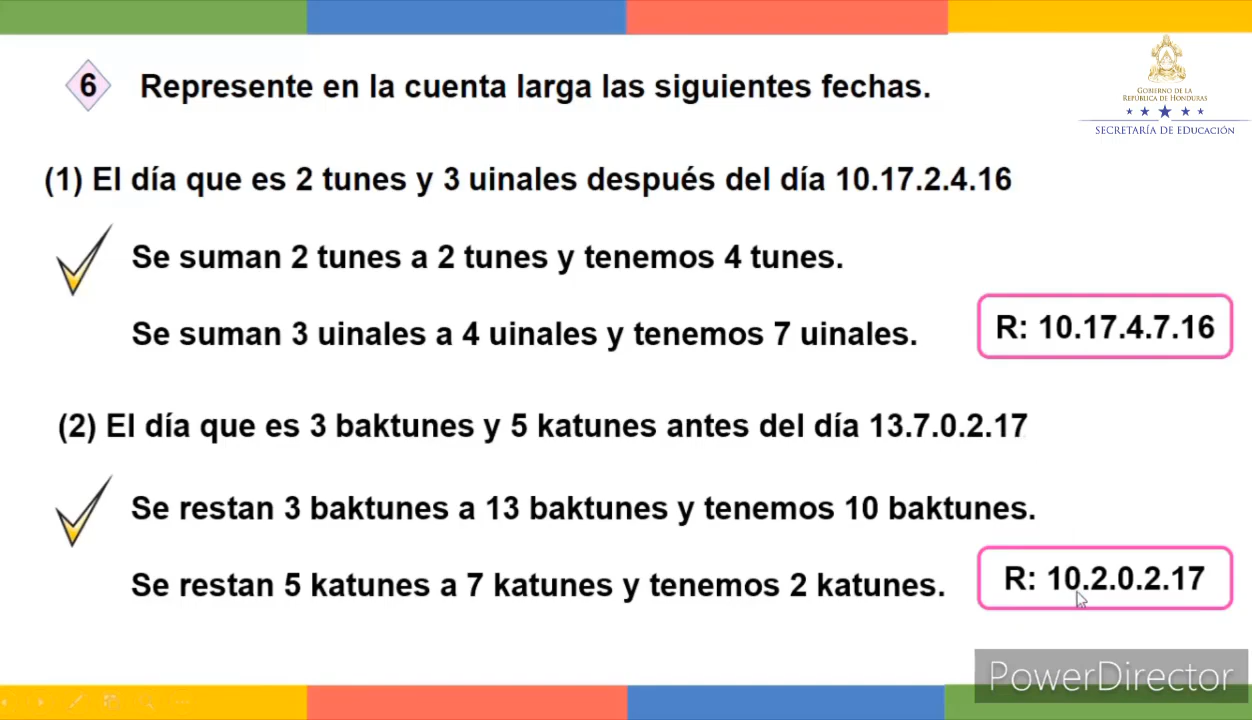 6 Represente en la cuenta larga las siguientes fechas.
GOBIERNO DE LA
REPÚBLICA DE HONDURAS
SECRETARÍA DE EDUCACIÓN
(1) El día que es 2 tunes y 3 uinales después del día 10.17.2.4.16
Se suman 2 tunes a 2 tunes y tenemos 4 tunes.
Se suman 3 uinales a 4 uinales y tenemos 7 uinales.
R: 10.17.4.7.16
(2) El día que es 3 baktunes y 5 katunes antes del día 13.7.0.2.17
Se restan 3 baktunes a 13 baktunes y tenemos 10 baktunes.
Se restan 5 katunes a 7 katunes y tenemos 2 katunes.
R: 10.2.0.2.17
PowerDirector